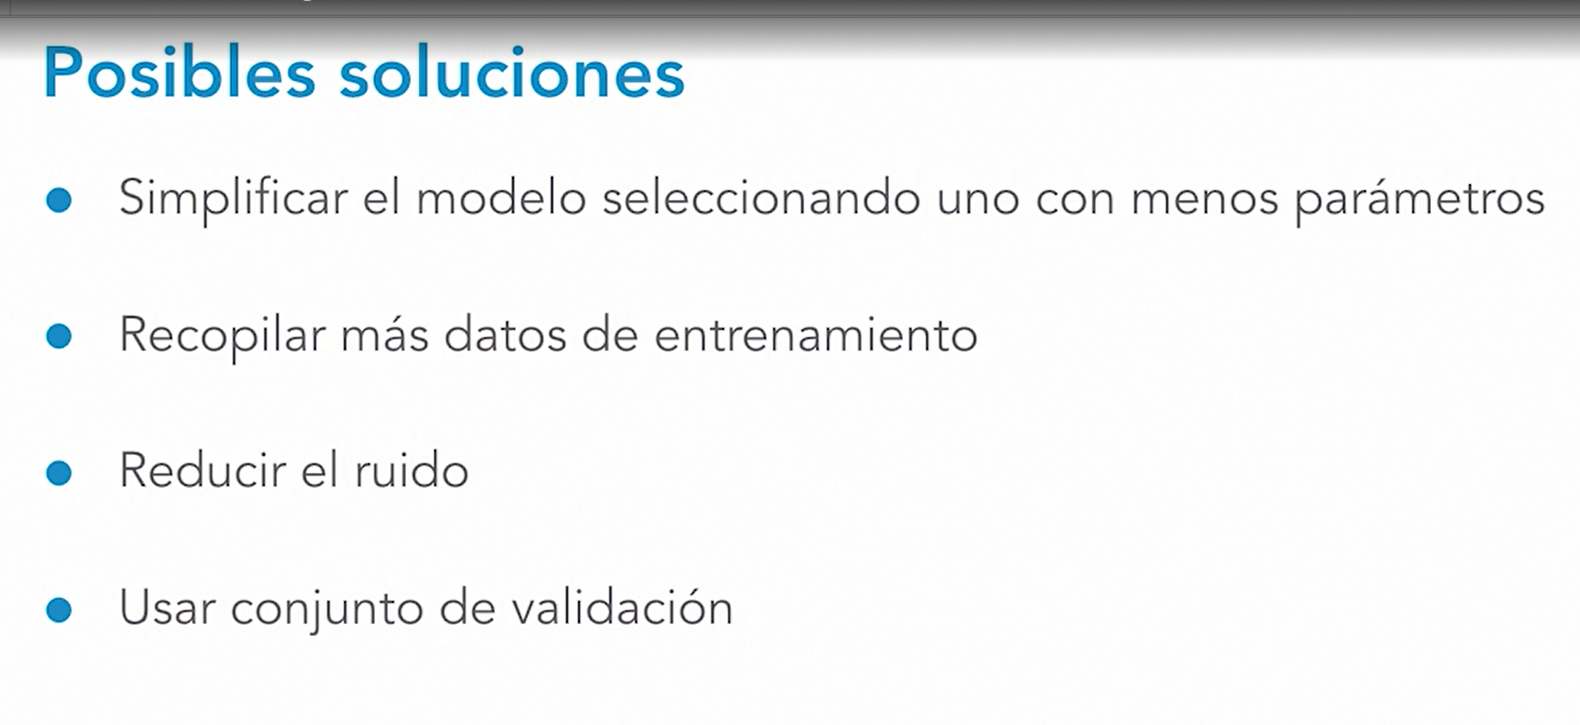 Posibles soluciones
Simplificar el modelo seleccionando uno con menos parámetros
Recopilar más datos de entrenamiento
Reducir el ruido
Usar conjunto de validación